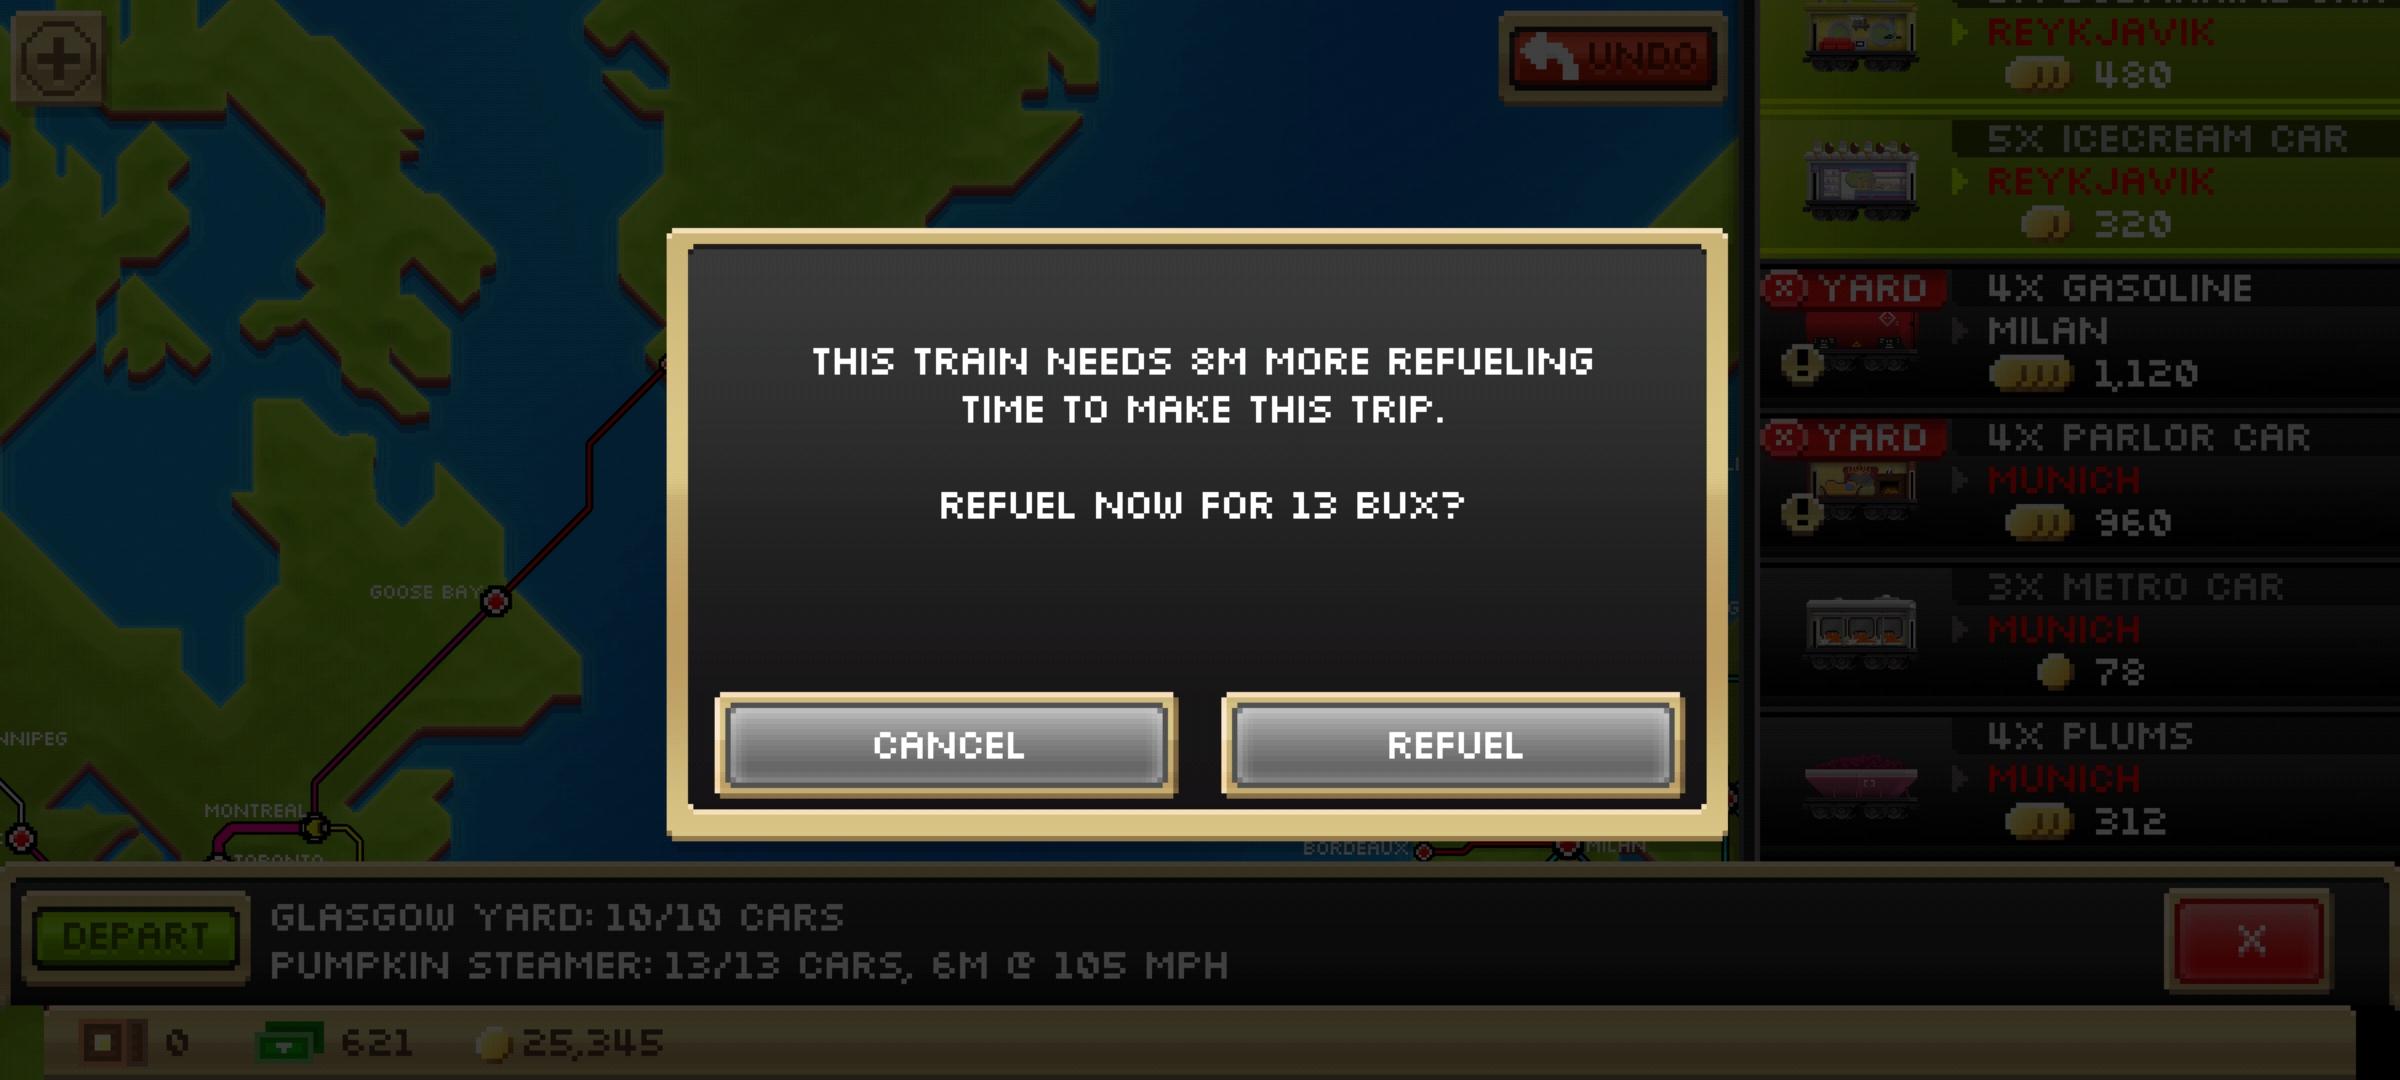 UNDO
REYKJAVIK
480
5X ICECREAM CAR
REYKJAVIK
320
YARD
4X GASOLINE
MILAN
1,120
YARD
4X PARLOR CAR
MUNICH
960
3X METRO CAR
MUNICH
78
4X PLUMS
MUNICH
312
THIS TRAIN NEEDS 8M MORE REFUELING
TIME TO MAKE THIS TRIP.
REFUEL NOW FOR 13 BUX?
CANCEL
REFUEL
GOOSE BAY
NNIPEG
MONTREAL
TORONTO
BORDEAUX
MILAN
DEPART
GLASGOW YARD: 10/10 CARS
PUMPKIN STEAMER: 13/13 CARS, 6M @ 105 MPH
X
0
621
25,345